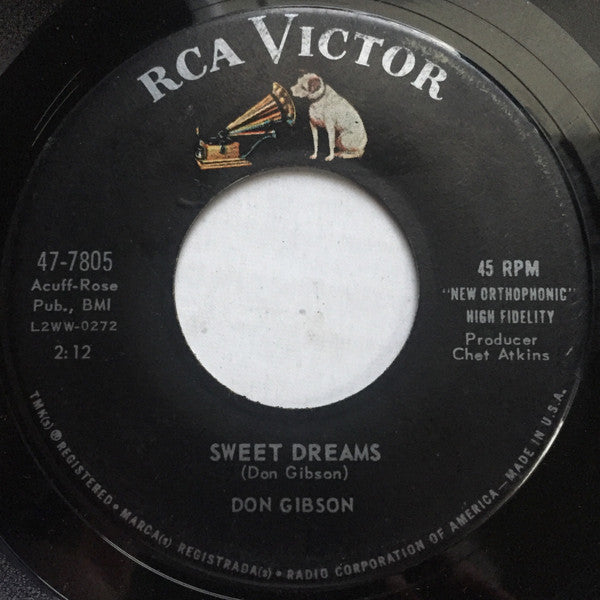 RCA VICTOR
47-7805
Acuff-Rose
Pub., BMI
L2WW-0272
2:12
45 RPM
"NEW ORTHOPHONIC"
HIGH FIDELITY
Producer
Chet Atkins
SWEET DREAMS
(Don Gibson)
DON GIBSON
TMK(s) ® REGISTERED • MARCA(s) REGISTRADA(s) • RADIO CORPORATION OF AMERICA — MADE IN U.S.A.